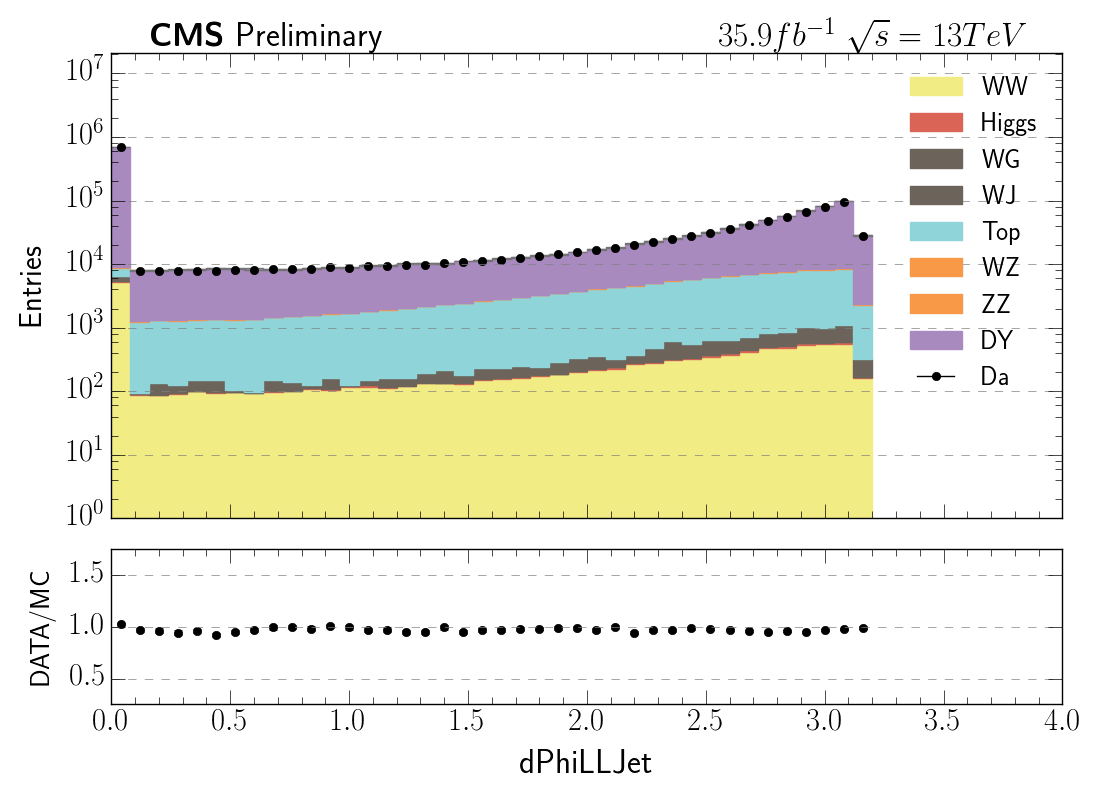 CMS Preliminary 35.9fb⁻¹ √s = 13TeV
Entries
10⁷
10⁶
10⁵
10⁴
10³
10²
10¹
10⁰
WW
Higgs
WG
WJ
Top
WZ
ZZ
DY
Da
DATA/MC
1.5
1.0
0.5
0.0 0.5 1.0 1.5 2.0 2.5 3.0 3.5 4.0
dPhiLLJet